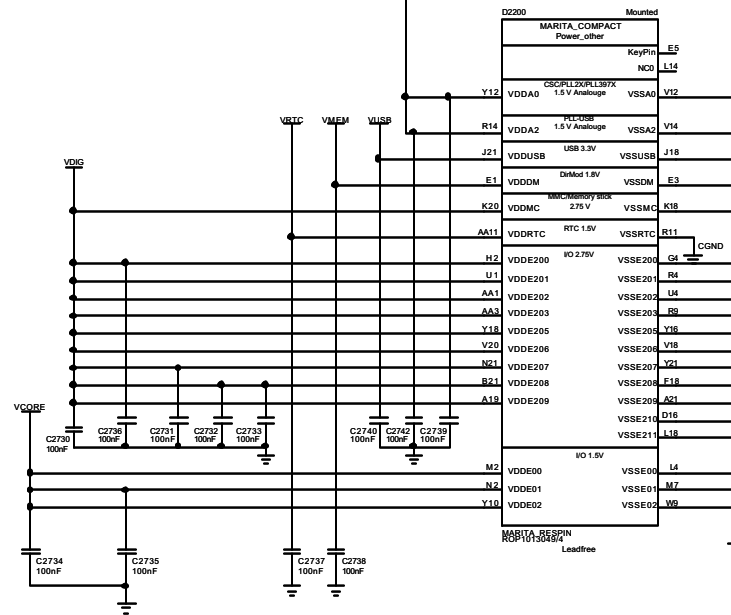 D2200 Mounted
MARITA_COMPACT
Power_other
KeyPin E5
NC0 L14
CSC/PLL2X/PLL397X
Y12 VDDA0 1.5 V Analouge VSSA0 V12
PLL-USB
R14 VDDA2 1.5 V Analouge VSSA2 V14
VRTC VMEM VUSB
J21 VDDUSB USB 3.3V VSSUSB J18
VDIG
E1 VDDDM DirMod 1.8V VSSDM E3
MMC/Memory stick
K20 VDDMC 2.75 V VSSMC K18
AA11 VDDRTC RTC 1.5V VSSRTC R11
CGND
I/O 2.75V
H2 VDDE200 VSSE200 G4
U1 VDDE201 VSSE201 R4
AA1 VDDE202 VSSE202 U4
AA3 VDDE203 VSSE203 R9
Y18 VDDE205 VSSE205 Y16
V20 VDDE206 VSSE206 V18
N21 VDDE207 VSSE207 Y21
B21 VDDE208 VSSE208 F18
A19 VDDE209 VSSE209 A21
VCORE
VSSE210 D16
VSSE211 L18
C2730 100nF
C2736 100nF
C2731 100nF
C2732 100nF
C2733 100nF
C2740 100nF
C2742 100nF
C2739 100nF
I/O 1.5V
M2 VDDE00 VSSE00 L4
N2 VDDE01 VSSE01 M7
Y10 VDDE02 VSSE02 W9
MARITA_RESPIN
ROP1013049/4
Leadfree
C2734 100nF
C2735 100nF
C2737 100nF
C2738 100nF